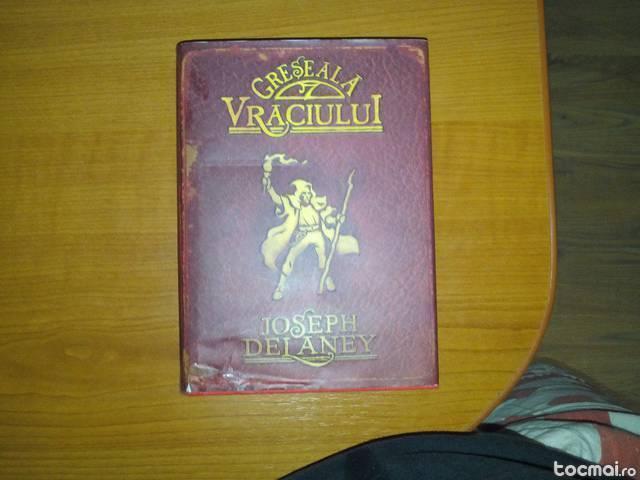 GREȘEALA
VRACIULUI
JOSEPH
DELANEY
tocmai.ro